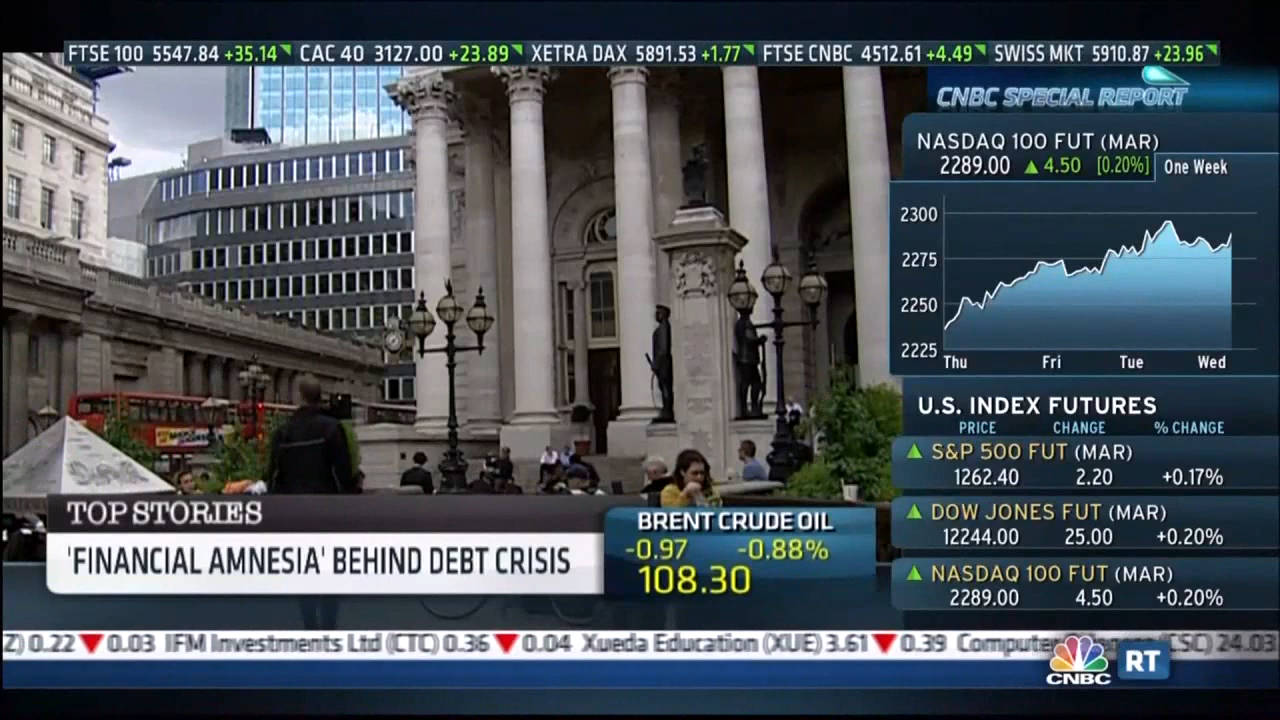 FTSE 100 5547.84 +35.14 CAC 40 3127.00 +23.89 XETRA DAX 5891.53 +1.77 FTSE CNBC 4512.61 +4.49 SWISS MKT 5910.87 +23.96
CNBC SPECIAL REPORT
NASDAQ 100 FUT (MAR)
2289.00 4.50 [0.20%] One Week
2300
2275
2250
2225
Thu Fri Tue Wed
U.S. INDEX FUTURES
PRICE CHANGE % CHANGE
S&P 500 FUT (MAR)
1262.40 2.20 +0.17%
DOW JONES FUT (MAR)
12244.00 25.00 +0.20%
NASDAQ 100 FUT (MAR)
2289.00 4.50 +0.20%
TOP STORIES
'FINANCIAL AMNESIA' BEHIND DEBT CRISIS
BRENT CRUDE OIL
-0.97 -0.88%
108.30
Z) 0.22 0.03 IFM Investments Ltd (CTC) 0.36 0.04 Xueda Education (XUE) 3.61 0.39 Computer CSC) 24.03
CNBC RT